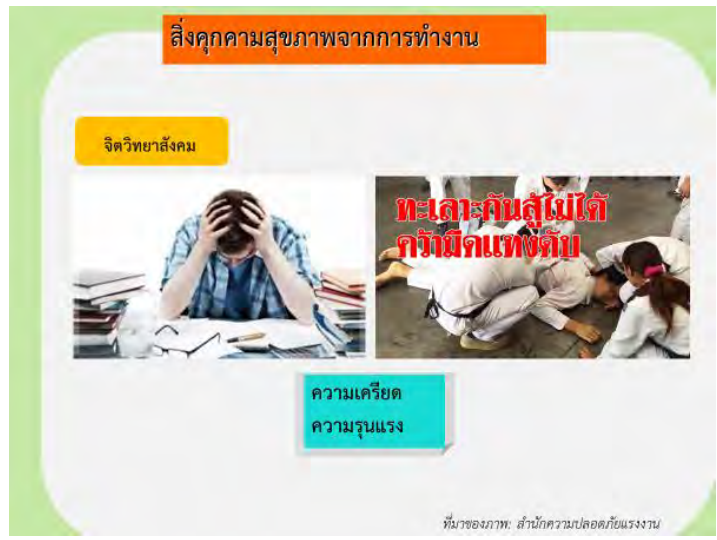 สิ่งคุกคามสุขภาพจากการทำงาน
จิตวิทยาสังคม
ทะเลาะกันสู้ไม่ได้
คว้ามีดแทงดับ
ความเครียด
ความรุนแรง
ที่มาของภาพ: สำนักความปลอดภัยแรงงาน